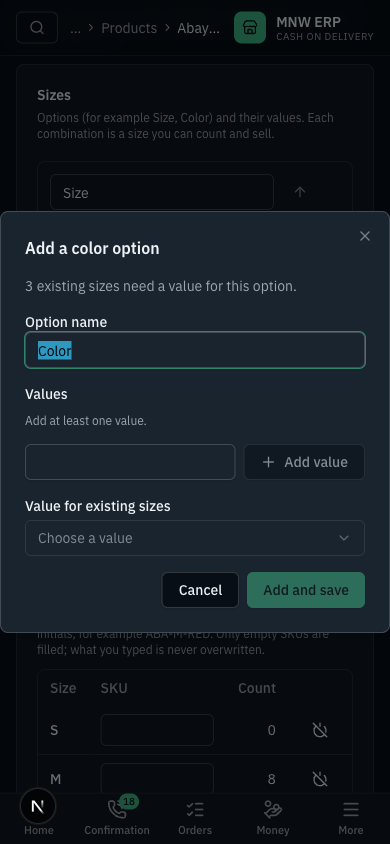 ... > Products > Abay...
MNW ERP
CASH ON DELIVERY
Sizes
Options (for example Size, Color) and their values. Each
combination is a size you can count and sell.
Size
Add a color option
3 existing sizes need a value for this option.
Option name
Color
Values
Add at least one value.
Add value
Value for existing sizes
Choose a value
Cancel
Add and save
initials, for example ABA-M-RED. Only empty SKUs are
filled; what you typed is never overwritten.
Size SKU Count
S 0
M 8
N
18
Home Confirmation Orders Money More